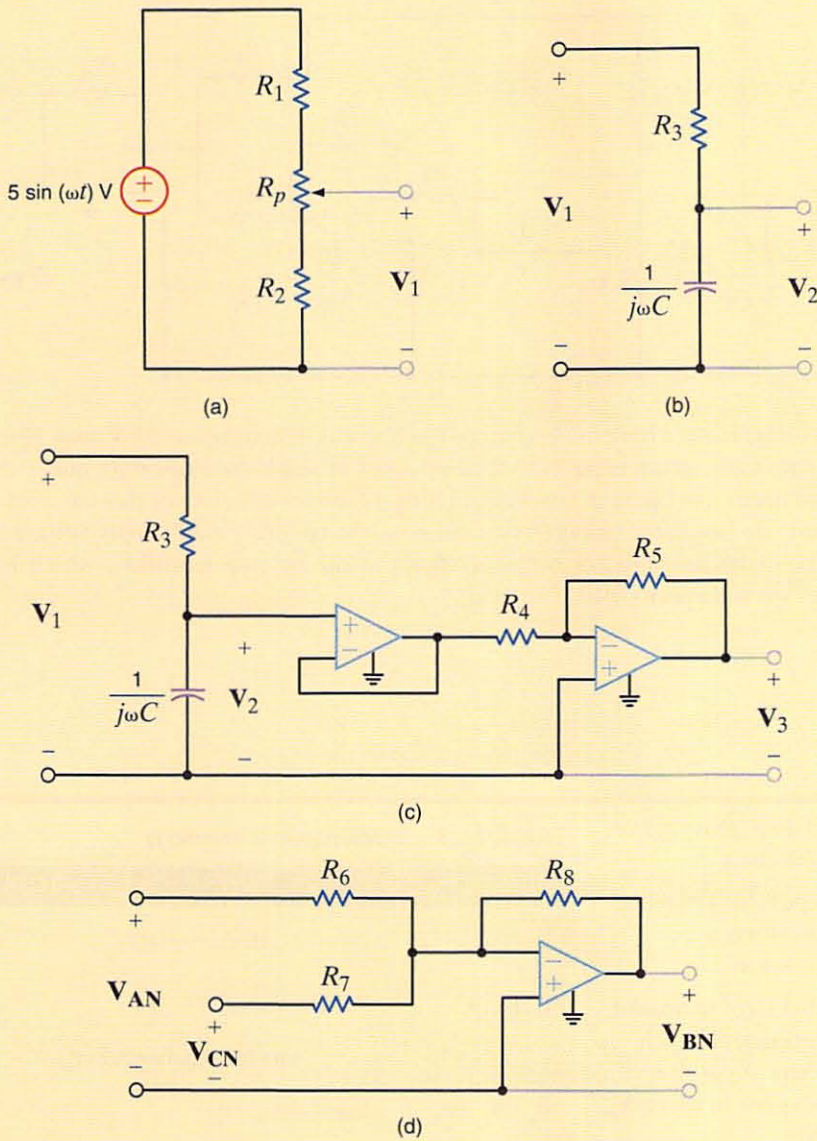 R1
5 sin (ωt) V
Rp
+
−
+
V1
R2
−
(a)
+
R3
V1
+
1
jωC
V2
−
−
(b)
+
R3
R5
R4
V1
+
−
−
+
+
1
jωC
V2
+
V3
−
−
−
(c)
R6
R8
+
−
+
R7
VAN
+
+
VCN
VBN
−
−
−
(d)